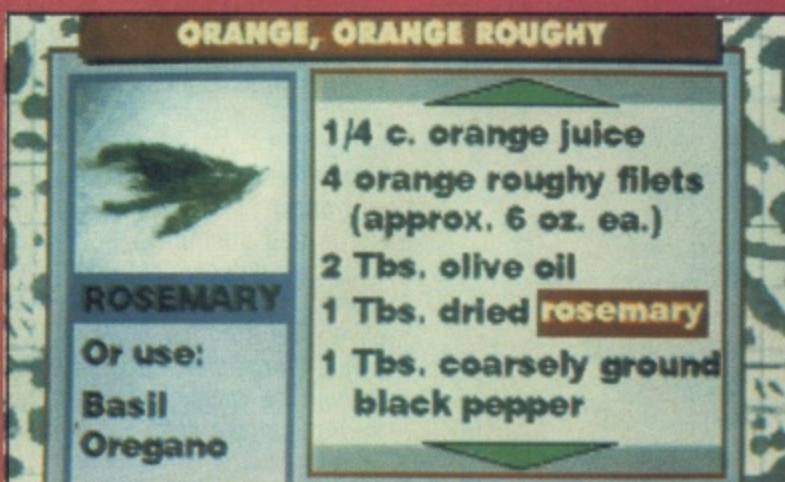 ORANGE, ORANGE ROUGHY
1/4 c. orange juice
4 orange roughy filets
(approx. 6 oz. ea.)
2 Tbs. olive oil
1 Tbs. dried rosemary
1 Tbs. coarsely ground
black pepper
ROSEMARY
Or use:
Basil
Oregano